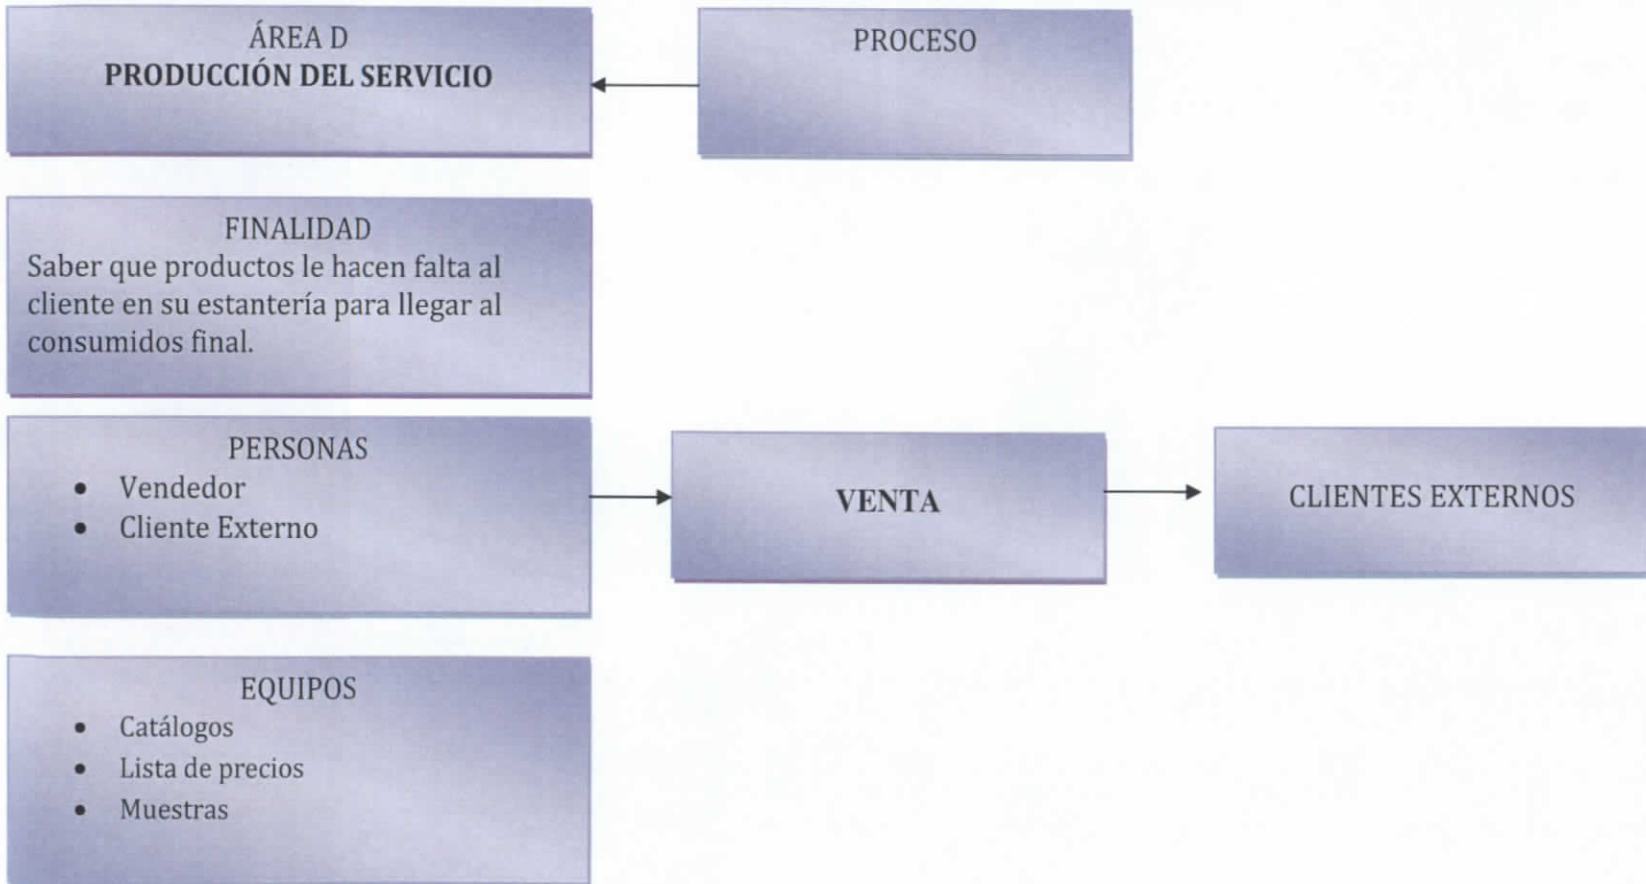 ÁREA D
PRODUCCIÓN DEL SERVICIO
PROCESO
FINALIDAD
Saber que productos le hacen falta al
cliente en su estantería para llegar al
consumidos final.
PERSONAS
• Vendedor
• Cliente Externo
VENTA
CLIENTES EXTERNOS
EQUIPOS
• Catálogos
• Lista de precios
• Muestras